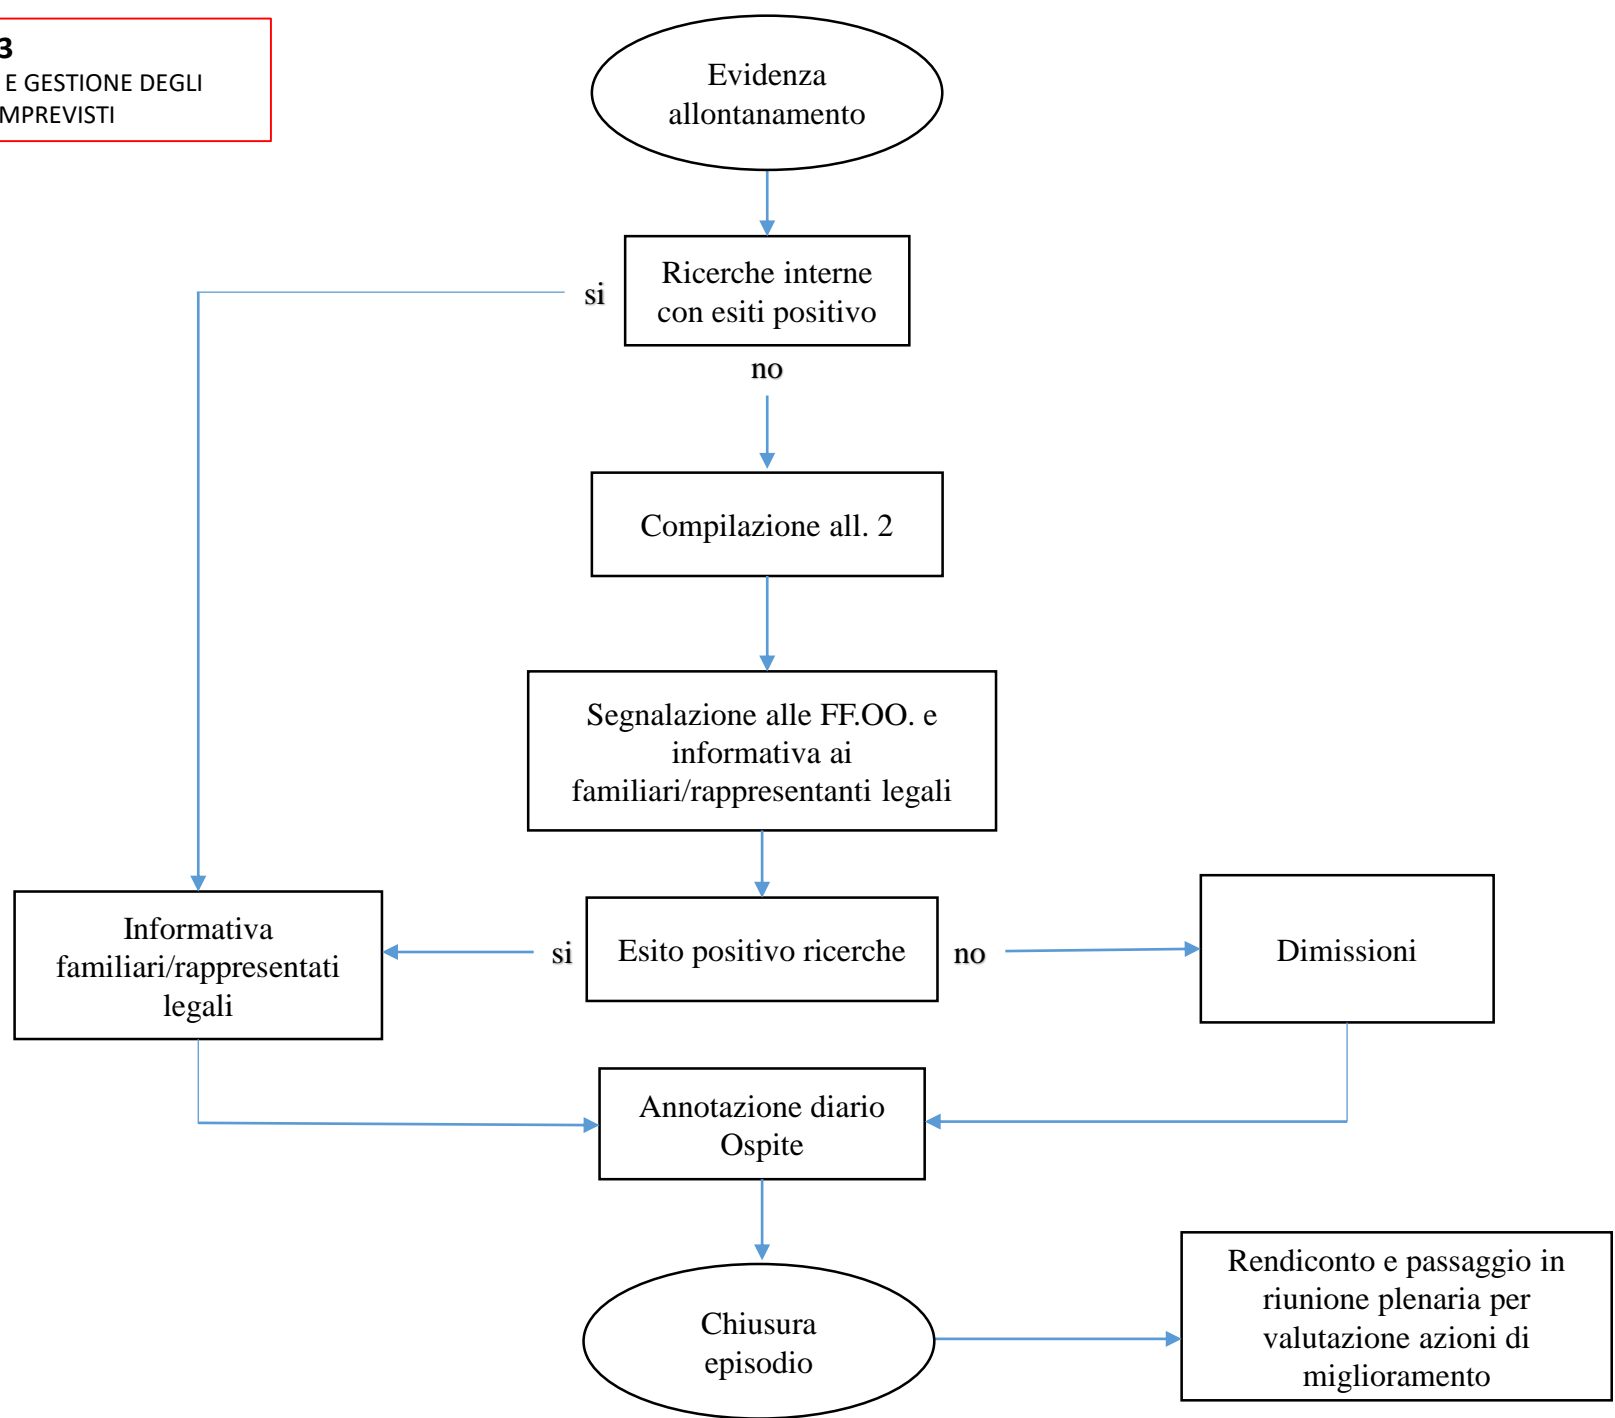 3
E GESTIONE DEGLI
MPREVISTI
Evidenza
allontanamento
Ricerche interne
con esiti positivo
si
no
Compilazione all. 2
Segnalazione alle FF.OO. e
informativa ai
familiari/rappresentanti legali
Informativa
familiari/rappresentati
legali
si
Esito positivo ricerche
no
Dimissioni
Annotazione diario
Ospite
Chiusura
episodio
Rendiconto e passaggio in
riunione plenaria per
valutazione azioni di
miglioramento